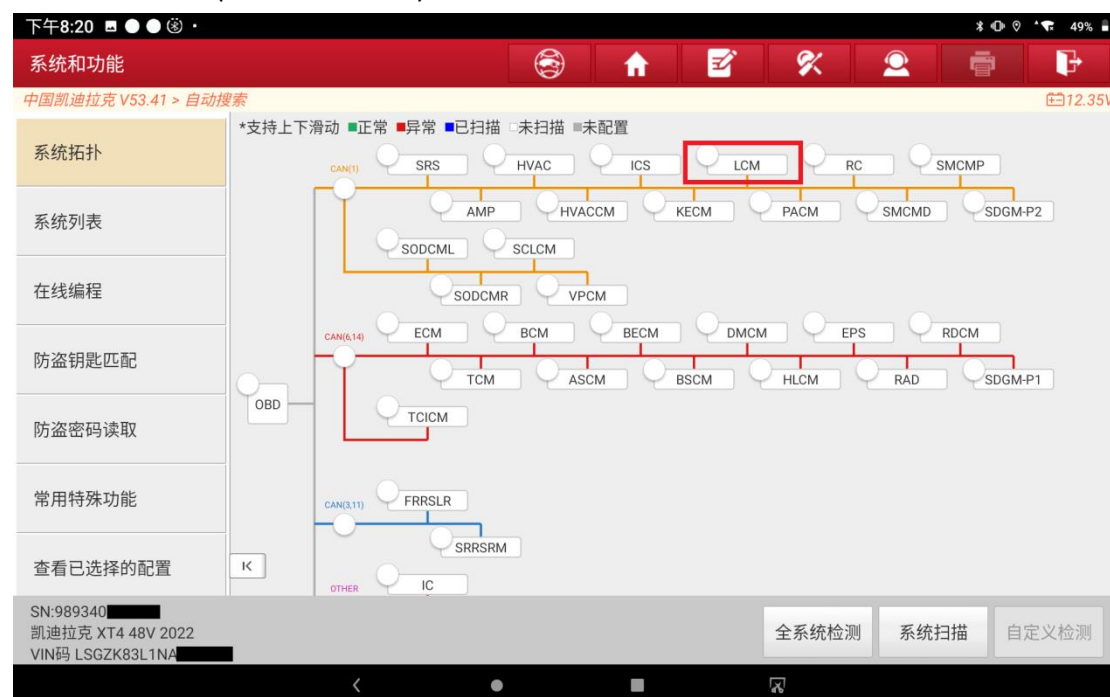 下午8:20
49%
系统和功能
中国凯迪拉克 V53.41 > 自动搜索
12.35V
系统拓扑
系统列表
在线编程
防盗钥匙匹配
防盗密码读取
常用特殊功能
查看已选择的配置
*支持上下滑动 ■正常 ■异常 ■已扫描 □未扫描 ■未配置
CAN(1)
SRS HVAC ICS LCM RC SMCMP
AMP HVACCM KECM PACM SMCMD SDGM-P2
SODCML SCLCM
SODCMR VPCM
CAN(6,14)
ECM BCM BECM DMCM EPS RDCM
TCM ASCM BSCM HLCM RAD SDGM-P1
OBD
TCICM
CAN(3,11)
FRRSLR
SRRSRM
OTHER
IC
SN:989340
凯迪拉克 XT4 48V 2022
VIN码 LSGZK83L1NA
全系统检测 系统扫描 自定义检测